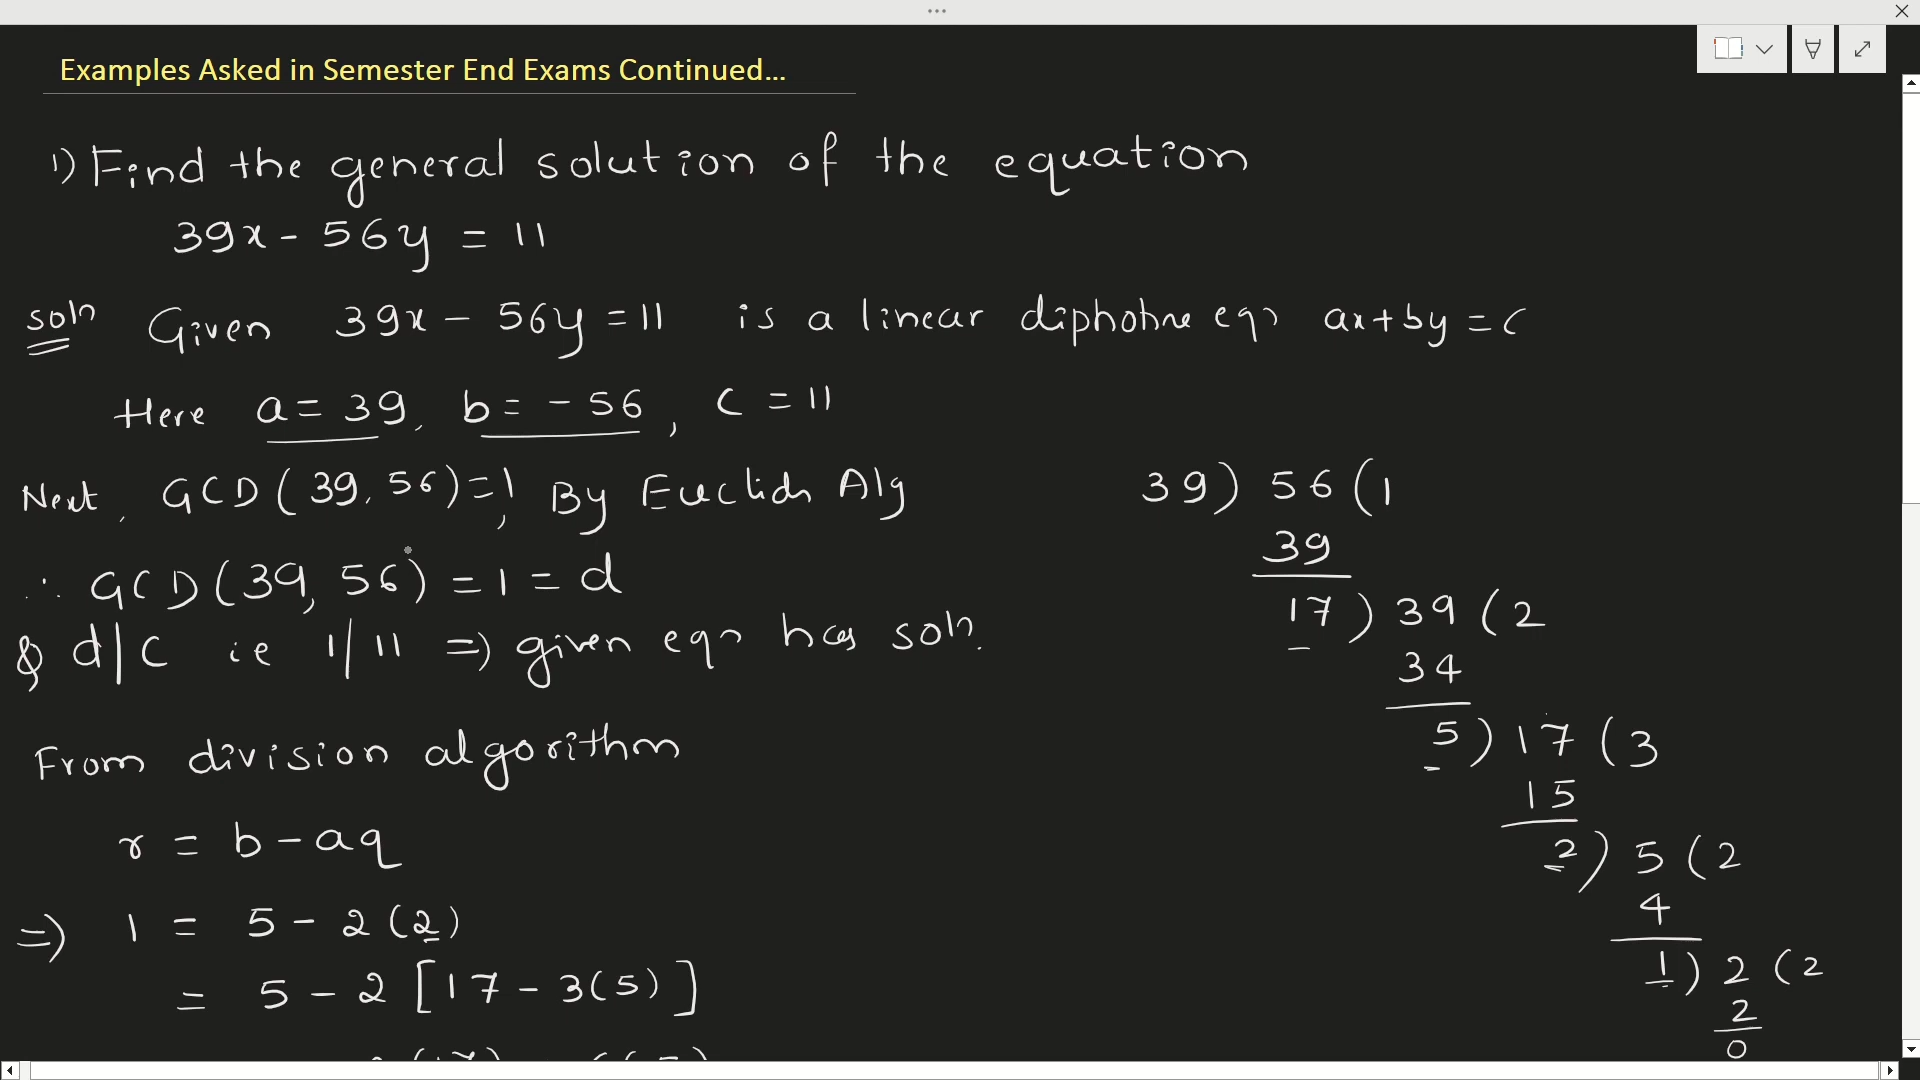 Examples Asked in Semester End Exams Continued...
1) Find the general solution of the equation
39x - 56y = 11
soln Given 39x - 56y = 11 is a linear diphotine eqn ax + by = c
Here a = 39, b = - 56, c = 11
Next, GCD (39, 56) = 1, By Euclids Alg
∴ GCD (39, 56) = 1 = d
& d | c ie 1 / 11 => given eqn has soln.
From division algorithm
r = b - aq
=> 1 = 5 - 2 (2)
= 5 - 2 [17 - 3(5)]
39 ) 56 ( 1
39
17 ) 39 ( 2
34
5 ) 17 ( 3
15
2 ) 5 ( 2
4
1 ) 2 ( 2
2
0